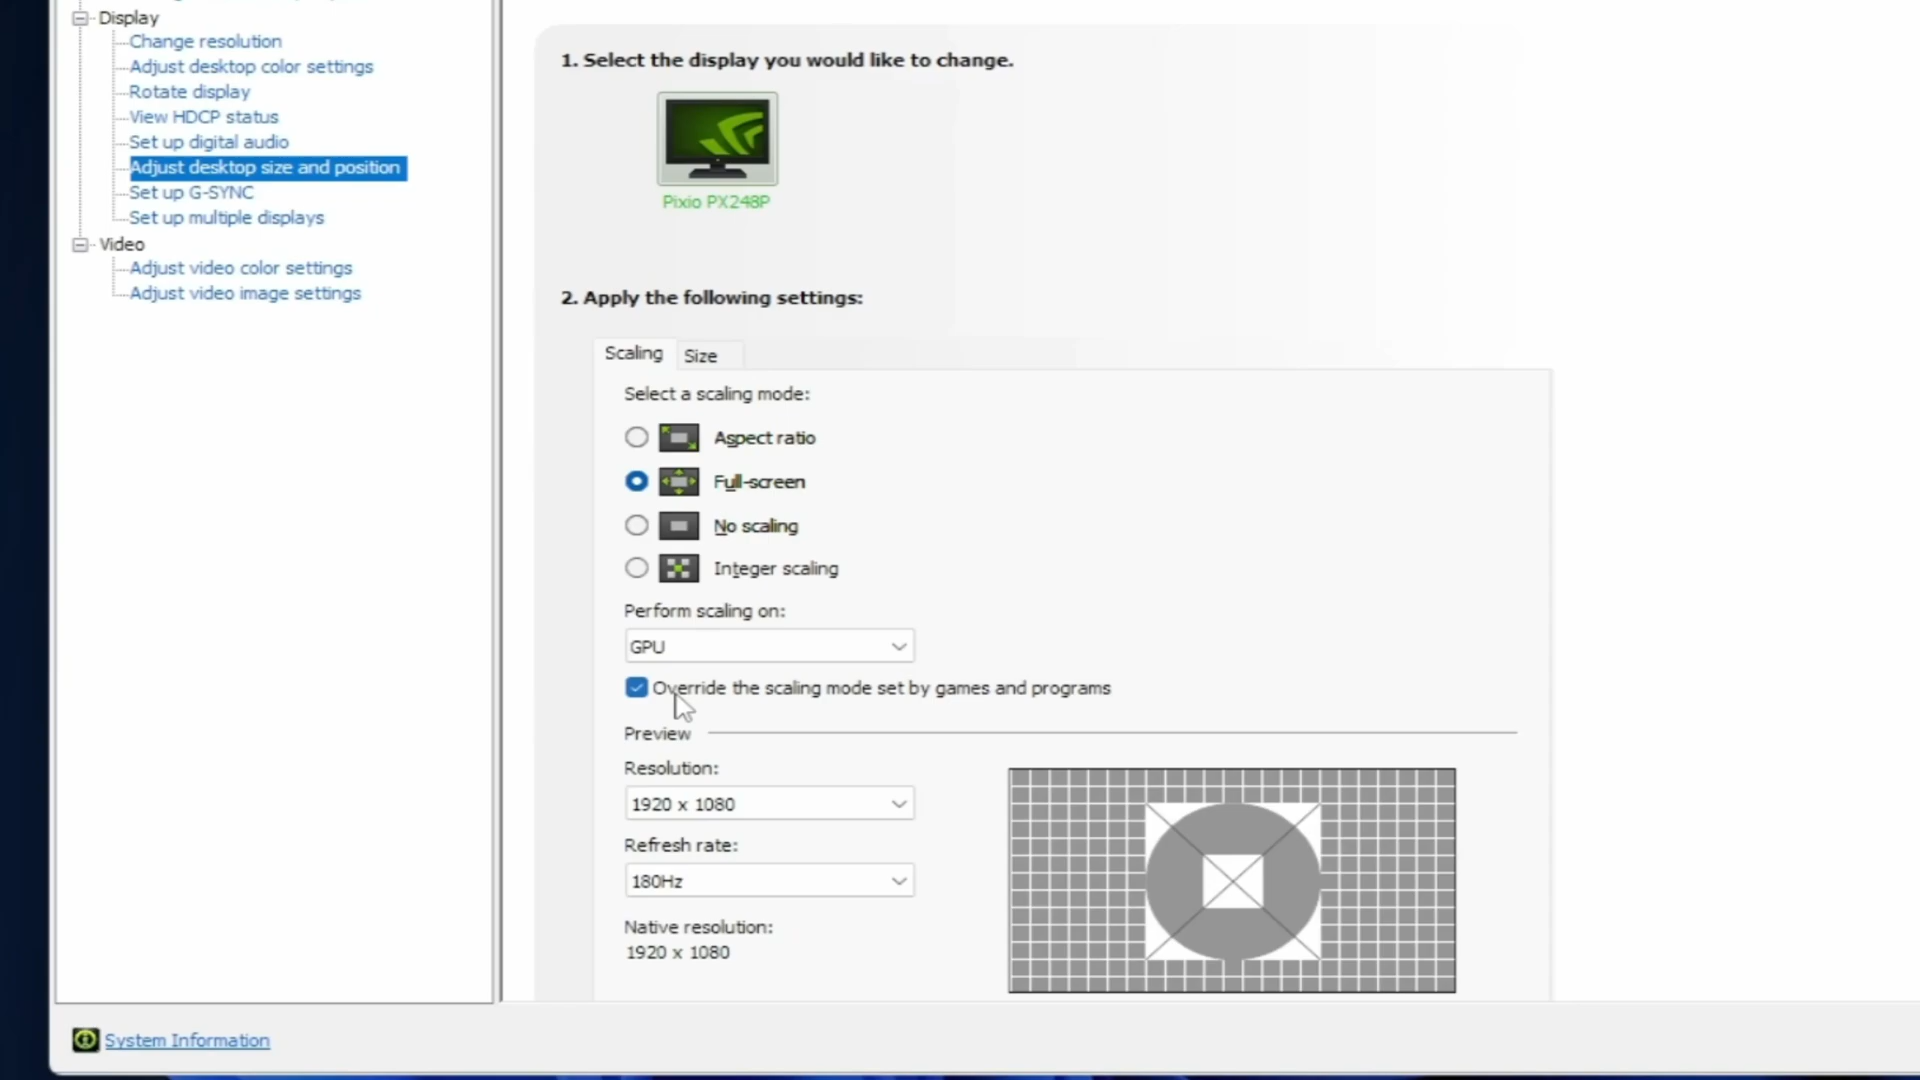 Display
Change resolution
Adjust desktop color settings
Rotate display
View HDCP status
Set up digital audio
Adjust desktop size and position
Set up G-SYNC
Set up multiple displays
Video
Adjust video color settings
Adjust video image settings
System Information
1. Select the display you would like to change.
Pixio PX248P
2. Apply the following settings:
Scaling
Size
Select a scaling mode:
Aspect ratio
Full-screen
No scaling
Integer scaling
Perform scaling on:
GPU
Override the scaling mode set by games and programs
Preview
Resolution:
1920 x 1080
Refresh rate:
180Hz
Native resolution:
1920 x 1080